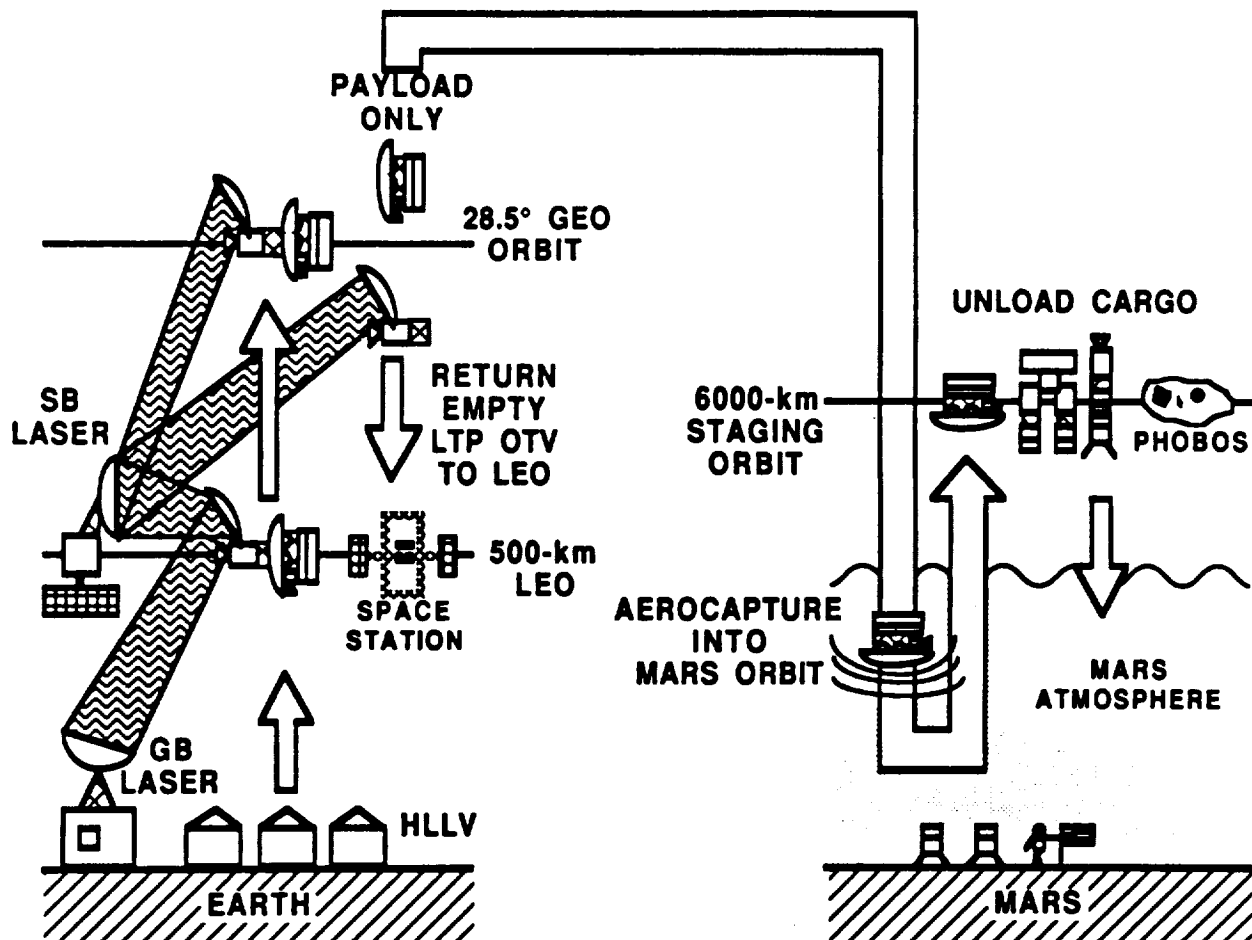 PAYLOAD
ONLY
28.5° GEO
ORBIT
SB
LASER
RETURN
EMPTY
LTP OTV
TO LEO
500-km
LEO
SPACE
STATION
GB
LASER
HLLV
EARTH
UNLOAD CARGO
6000-km
STAGING
ORBIT
PHOBOS
AEROCAPTURE
INTO
MARS ORBIT
MARS
ATMOSPHERE
MARS